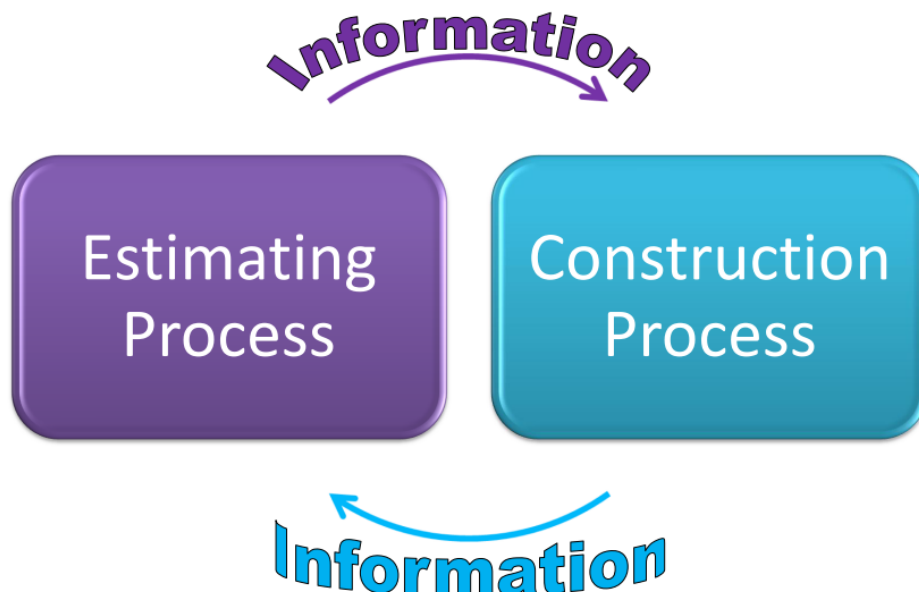 Information
Estimating
Process
Construction
Process
Information